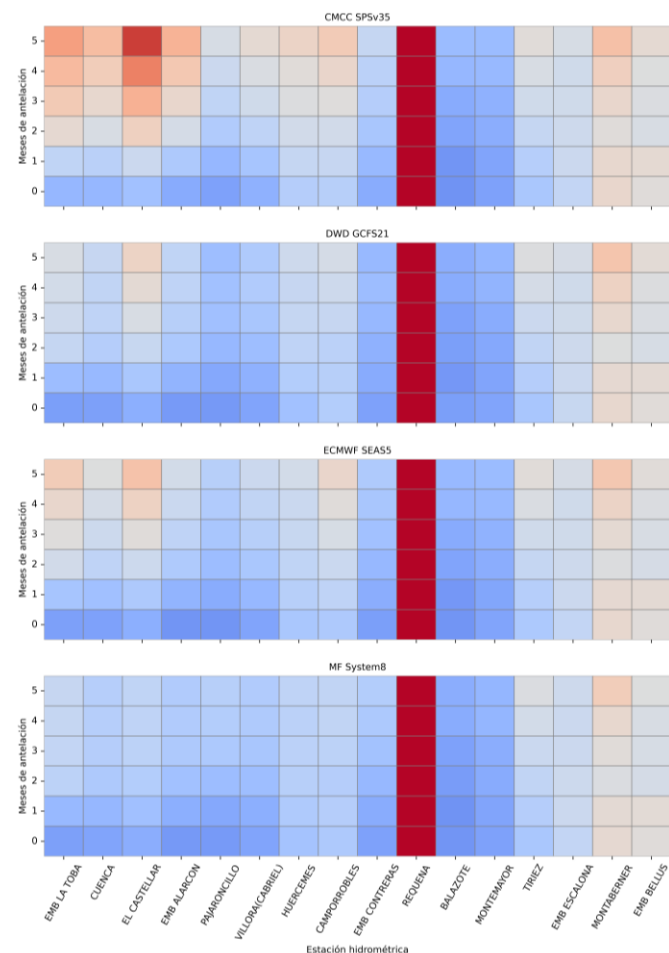 CMCC SPSv35
Meses de antelación
5
4
3
2
1
0
DWD GCFS21
Meses de antelación
5
4
3
2
1
0
ECMWF SEAS5
Meses de antelación
5
4
3
2
1
0
MF System8
Meses de antelación
5
4
3
2
1
0
EMB LA TOBA
CUENCA
EL CASTELLAR
EMB ALARCON
PAJARONCILLO
VILLORA(CABRIEL)
HUERCEMES
CAMPORROBLES
EMB CONTRERAS
REQUENA
BALAZOTE
MONTEMAYOR
TIRIEZ
EMB ESCALONA
MONTABERNER
EMB BELLUS
Estación hidrométrica